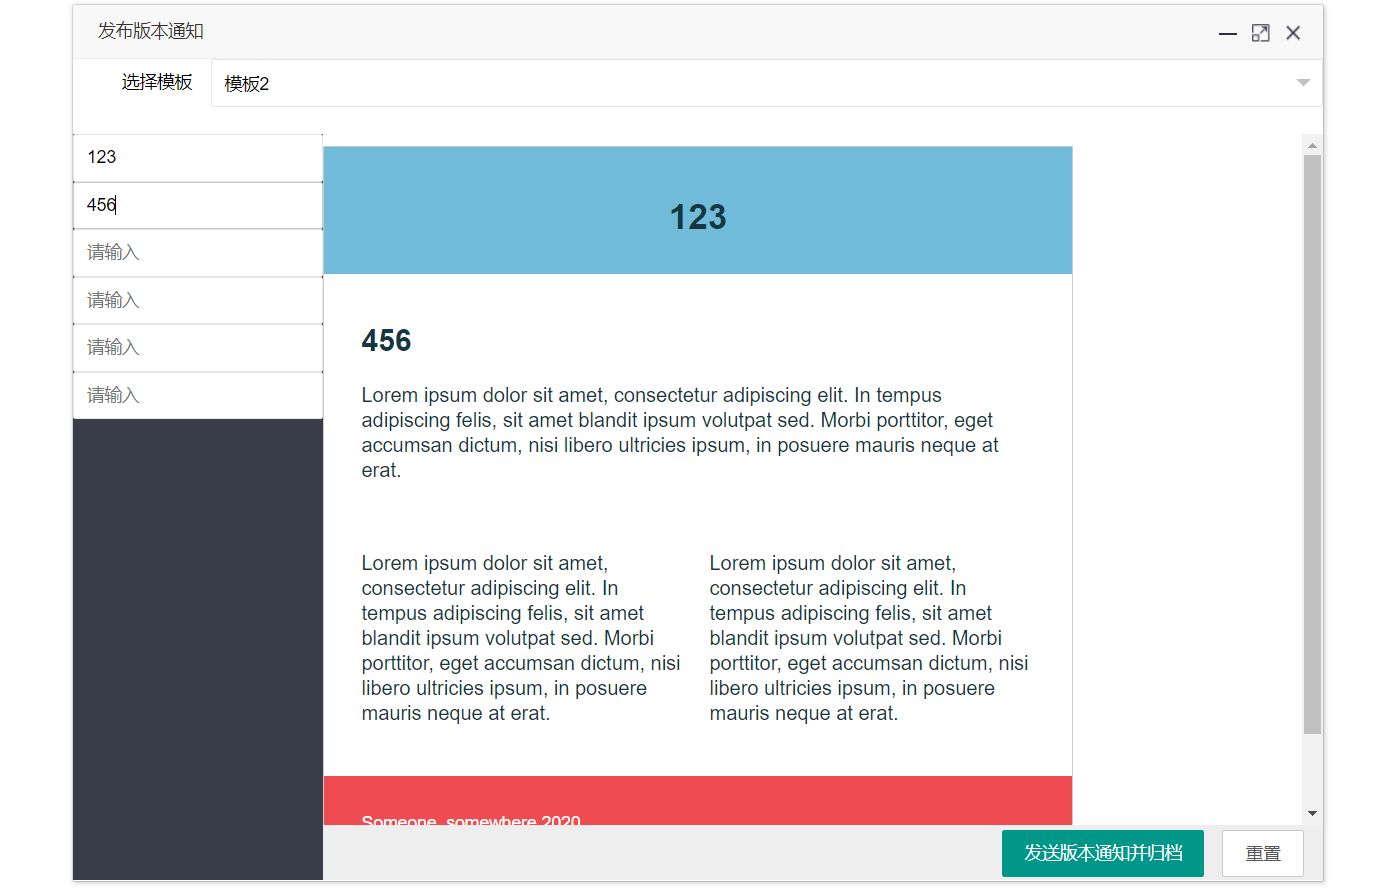 发布版本通知
选择模板
模板2
123
456
请输入
请输入
请输入
请输入
123
456
Lorem ipsum dolor sit amet, consectetur adipiscing elit. In tempus
adipiscing felis, sit amet blandit ipsum volutpat sed. Morbi porttitor, eget
accumsan dictum, nisi libero ultricies ipsum, in posuere mauris neque at
erat.
Lorem ipsum dolor sit amet,
consectetur adipiscing elit. In
tempus adipiscing felis, sit amet
blandit ipsum volutpat sed. Morbi
porttitor, eget accumsan dictum, nisi
libero ultricies ipsum, in posuere
mauris neque at erat.
Lorem ipsum dolor sit amet,
consectetur adipiscing elit. In
tempus adipiscing felis, sit amet
blandit ipsum volutpat sed. Morbi
porttitor, eget accumsan dictum, nisi
libero ultricies ipsum, in posuere
mauris neque at erat.
Someone, somewhere 2020
发送版本通知并归档
重置